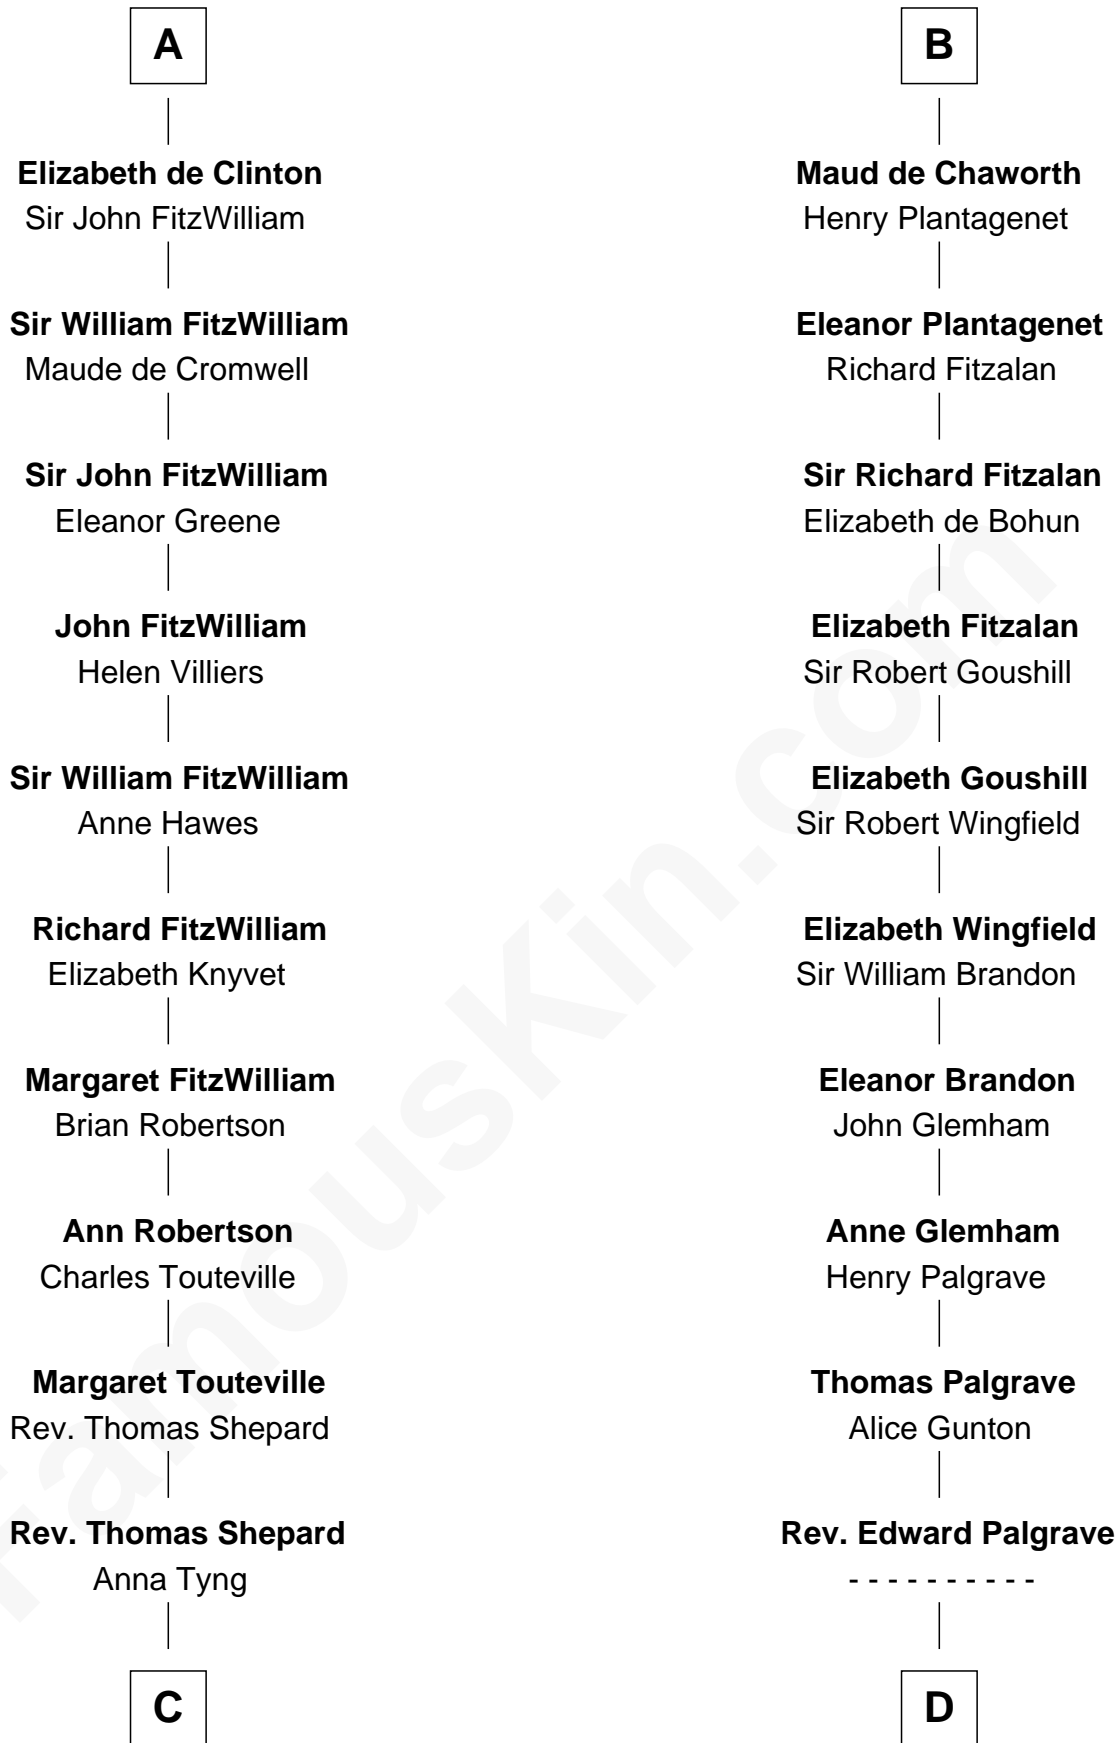 A
Elizabeth de Clinton
Sir John FitzWilliam
Sir William FitzWilliam
Maude de Cromwell
Sir John FitzWilliam
Eleanor Greene
John FitzWilliam
Helen Villiers
Sir William FitzWilliam
Anne Hawes
Richard FitzWilliam
Elizabeth Knyvet
Margaret FitzWilliam
Brian Robertson
Ann Robertson
Charles Touteville
Margaret Touteville
Rev. Thomas Shepard
Rev. Thomas Shepard
Anna Tyng
C
B
Maud de Chaworth
Henry Plantagenet
Eleanor Plantagenet
Richard Fitzalan
Sir Richard Fitzalan
Elizabeth de Bohun
Elizabeth Fitzalan
Sir Robert Goushill
Elizabeth Goushill
Sir Robert Wingfield
Elizabeth Wingfield
Sir William Brandon
Eleanor Brandon
John Glemham
Anne Glemham
Henry Palgrave
Thomas Palgrave
Alice Gunton
Rev. Edward Palgrave
- - - - - - - - - -
D
FamousKin.com